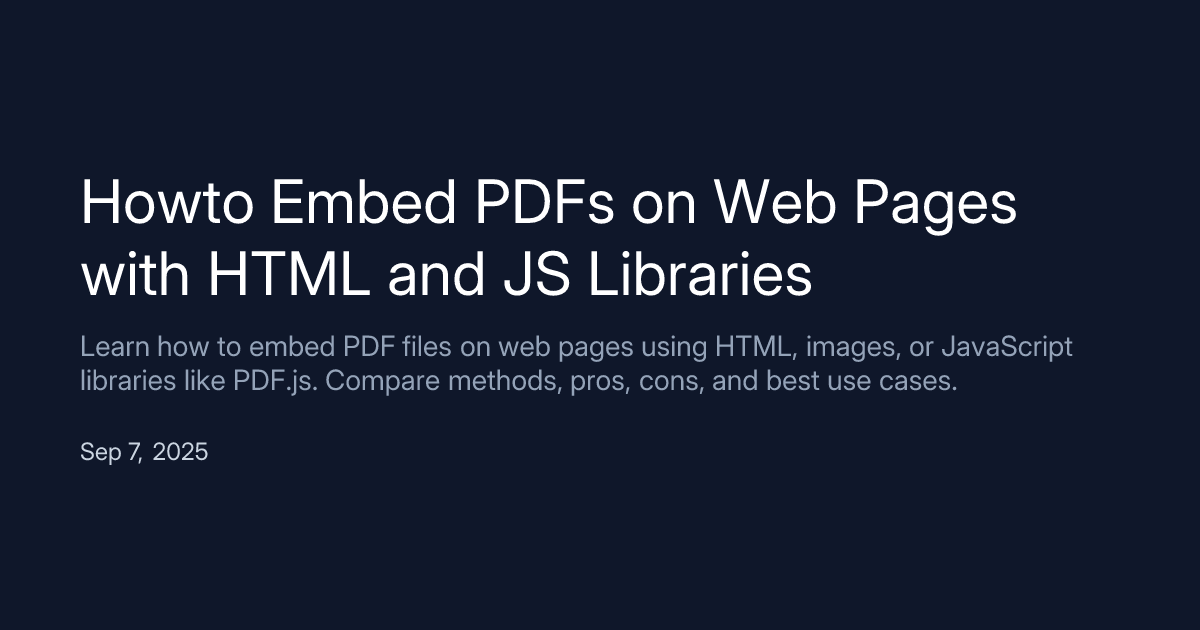 Howto Embed PDFs on Web Pages
with HTML and JS Libraries
Learn how to embed PDF files on web pages using HTML, images, or JavaScript
libraries like PDF.js. Compare methods, pros, cons, and best use cases.
Sep 7, 2025